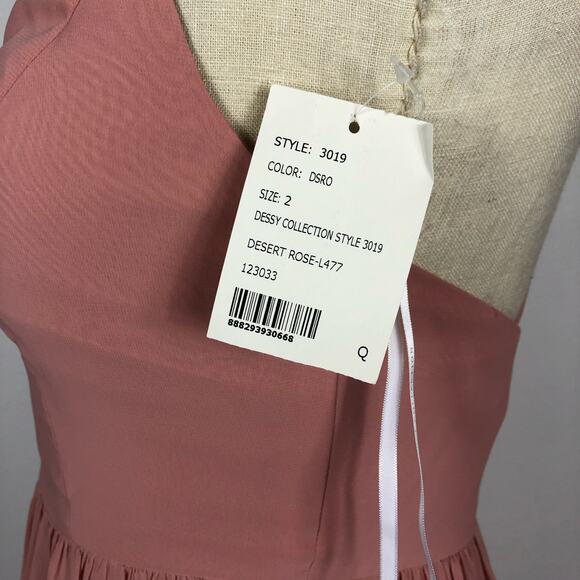 STYLE: 3019
COLOR: DSRO
SIZE: 2
DESSY COLLECTION STYLE 3019
DESERT ROSE-L477
123033
888293930668
Q